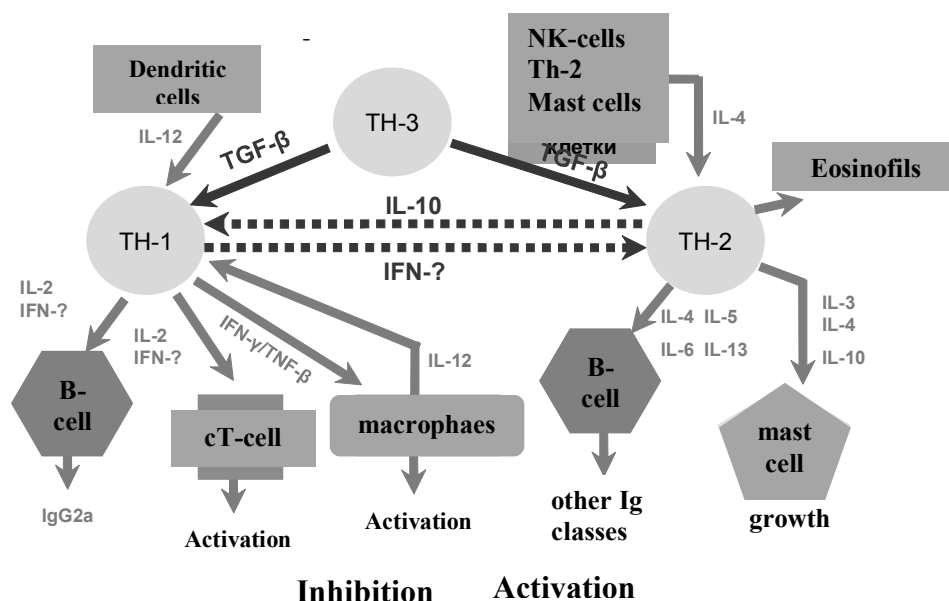 -
Dendritic
cells
NK-cells
Th-2
Mast cells
клетки
TH-3
IL-12
TGF-β
TGF-β
IL-4
Eosinofils
IL-10
TH-1
TH-2
IFN-?
IL-2
IFN-?
IL-2
IFN-?
IFN-γ/TNF-β
IL-12
IL-4 IL-5
IL-6 IL-13
IL-3
IL-4
IL-10
B-
cell
cT-cell
macrophaes
B-
cell
mast
cell
IgG2a
Activation
Activation
other Ig
classes
growth
Inhibition Activation